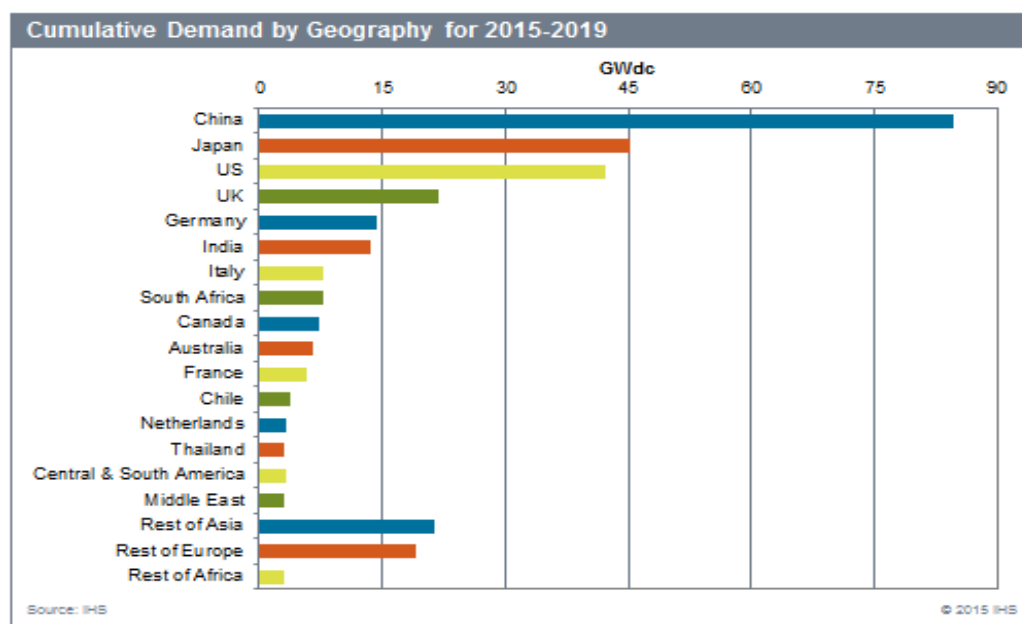 Cumulative Demand by Geography for 2015-2019
GWdc
0 15 30 45 60 75 90
China
Japan
US
UK
Germany
India
Italy
South Africa
Canada
Australia
France
Chile
Netherlands
Thailand
Central & South America
Middle East
Rest of Asia
Rest of Europe
Rest of Africa
Source: IHS
© 2015 IHS